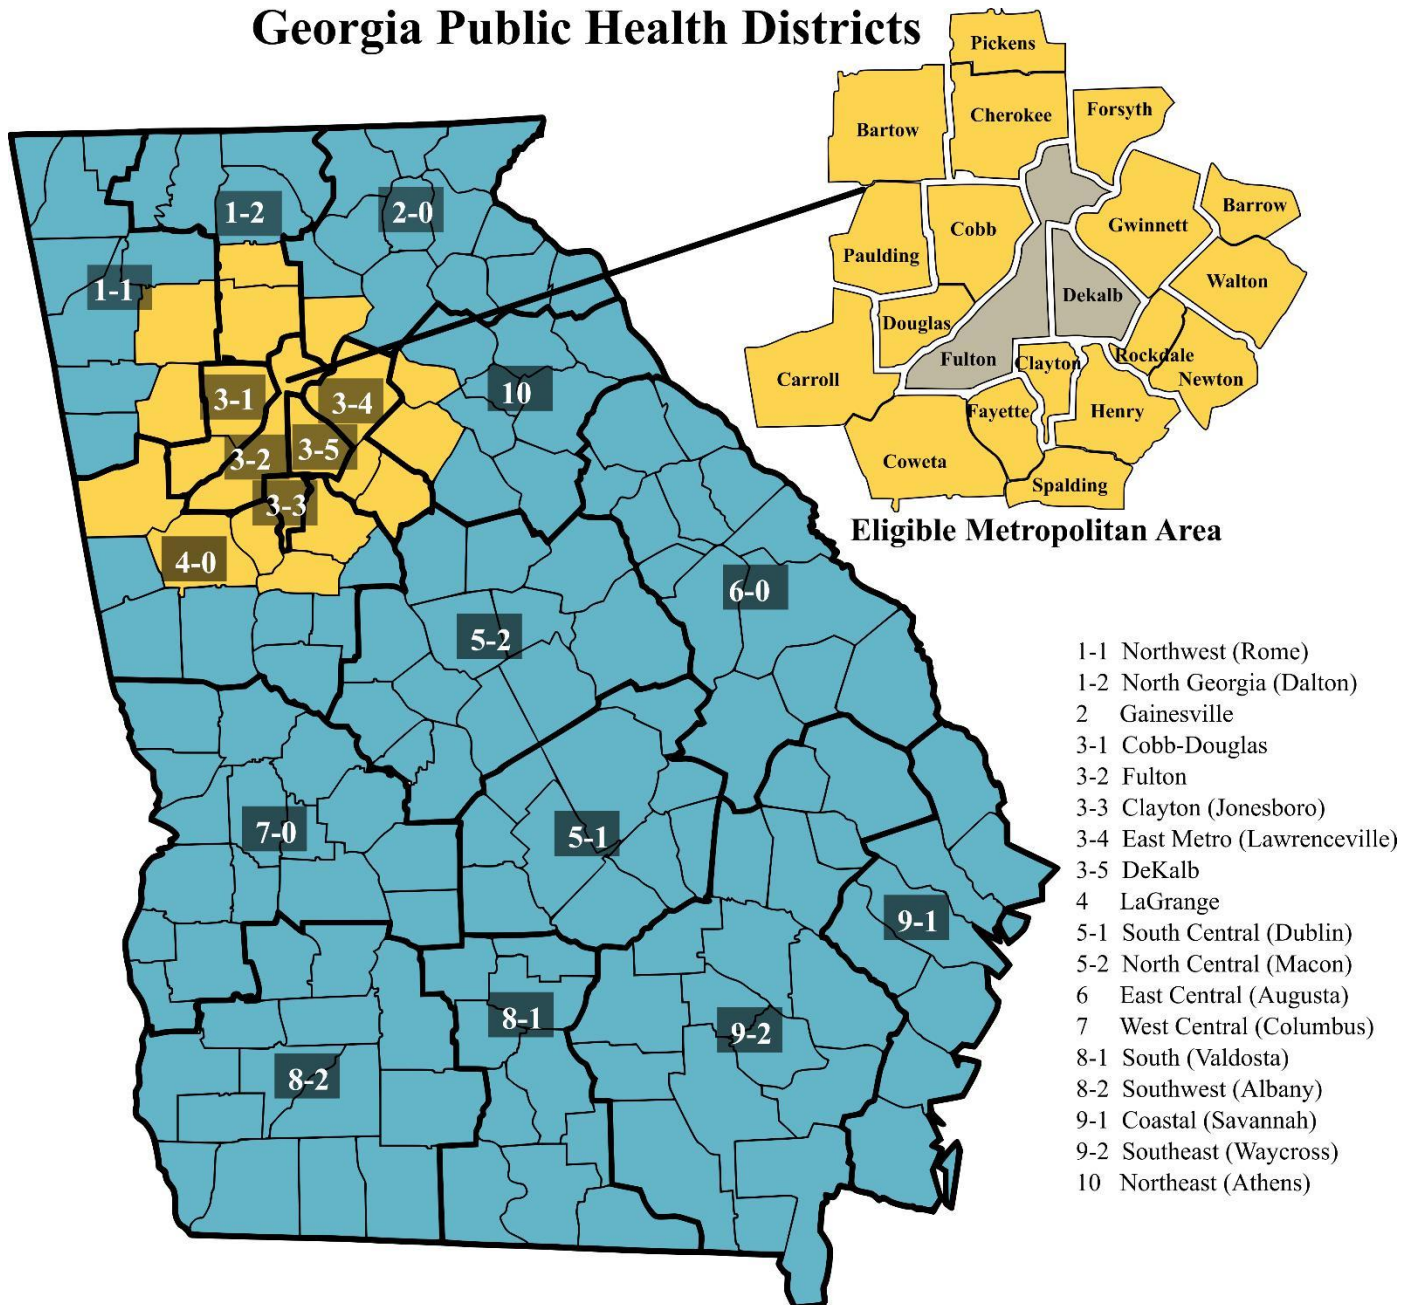 Georgia Public Health Districts
Pickens
Cherokee
Forsyth
Bartow
Barrow
Gwinnett
Cobb
Paulding
Walton
Dekalb
Douglas
Fulton
Clayton
Rockdale
Carroll
Newton
Fayette
Henry
Coweta
Spalding
Eligible Metropolitan Area
1-2
2-0
1-1
3-1
3-4
10
3-2
3-5
3-3
4-0
6-0
5-2
7-0
5-1
9-1
8-1
9-2
8-2
1-1 Northwest (Rome)
1-2 North Georgia (Dalton)
2 Gainesville
3-1 Cobb-Douglas
3-2 Fulton
3-3 Clayton (Jonesboro)
3-4 East Metro (Lawrenceville)
3-5 DeKalb
4 LaGrange
5-1 South Central (Dublin)
5-2 North Central (Macon)
6 East Central (Augusta)
7 West Central (Columbus)
8-1 South (Valdosta)
8-2 Southwest (Albany)
9-1 Coastal (Savannah)
9-2 Southeast (Waycross)
10 Northeast (Athens)